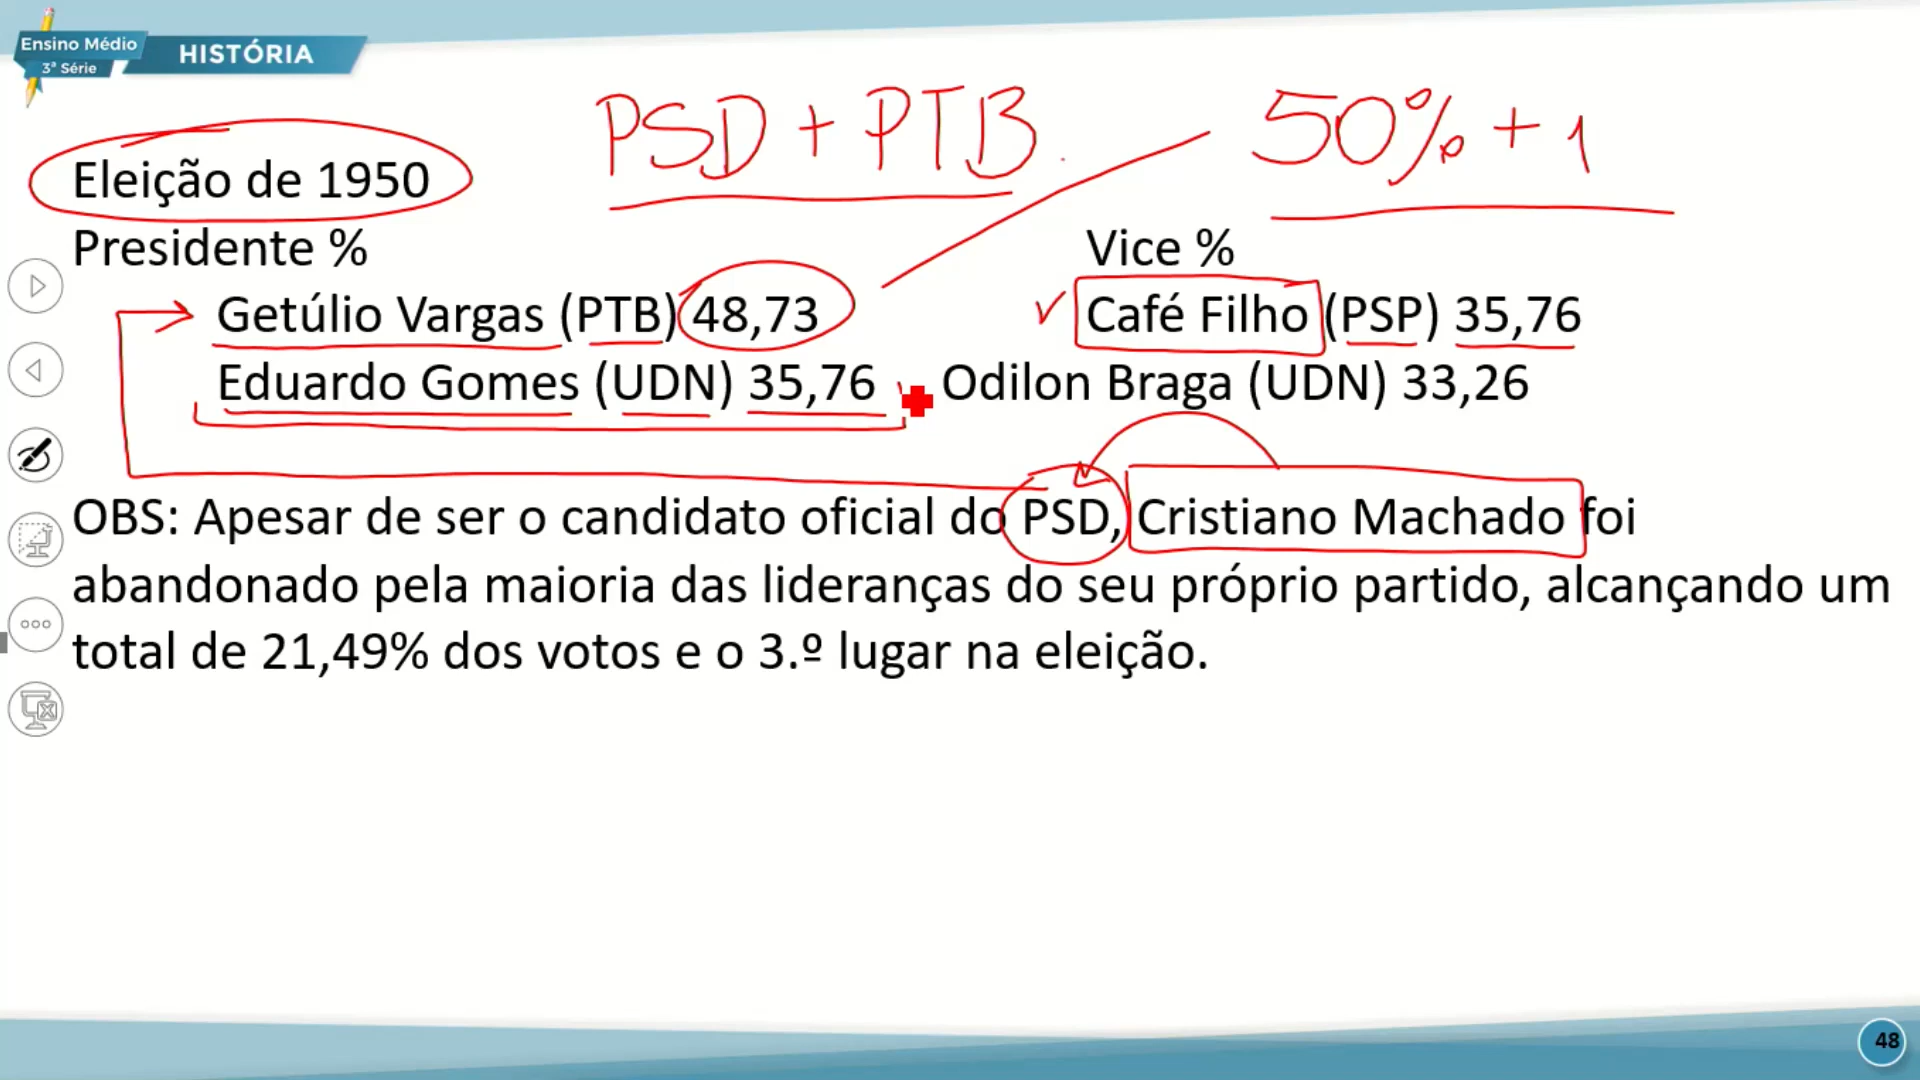 Ensino Médio
3ª Série
HISTÓRIA
PSD + PTB
50% + 1
Eleição de 1950
Presidente % Vice %
Getúlio Vargas (PTB) 48,73 Café Filho (PSP) 35,76
Eduardo Gomes (UDN) 35,76 Odilon Braga (UDN) 33,26
OBS: Apesar de ser o candidato oficial do PSD, Cristiano Machado foi
abandonado pela maioria das lideranças do seu próprio partido, alcançando um
total de 21,49% dos votos e o 3.º lugar na eleição.
48